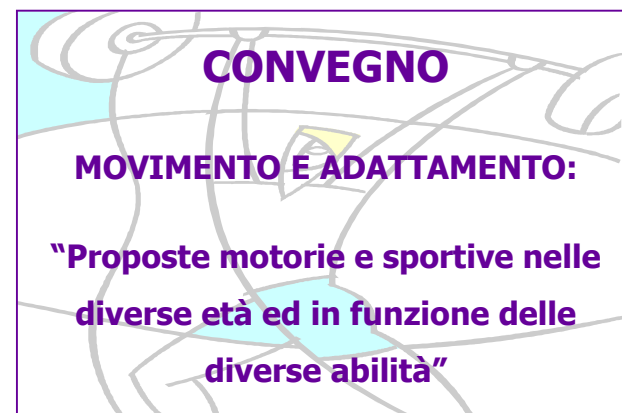 CONVEGNO
MOVIMENTO E ADATTAMENTO:
“Proposte motorie e sportive nelle
diverse età ed in funzione delle
diverse abilità”